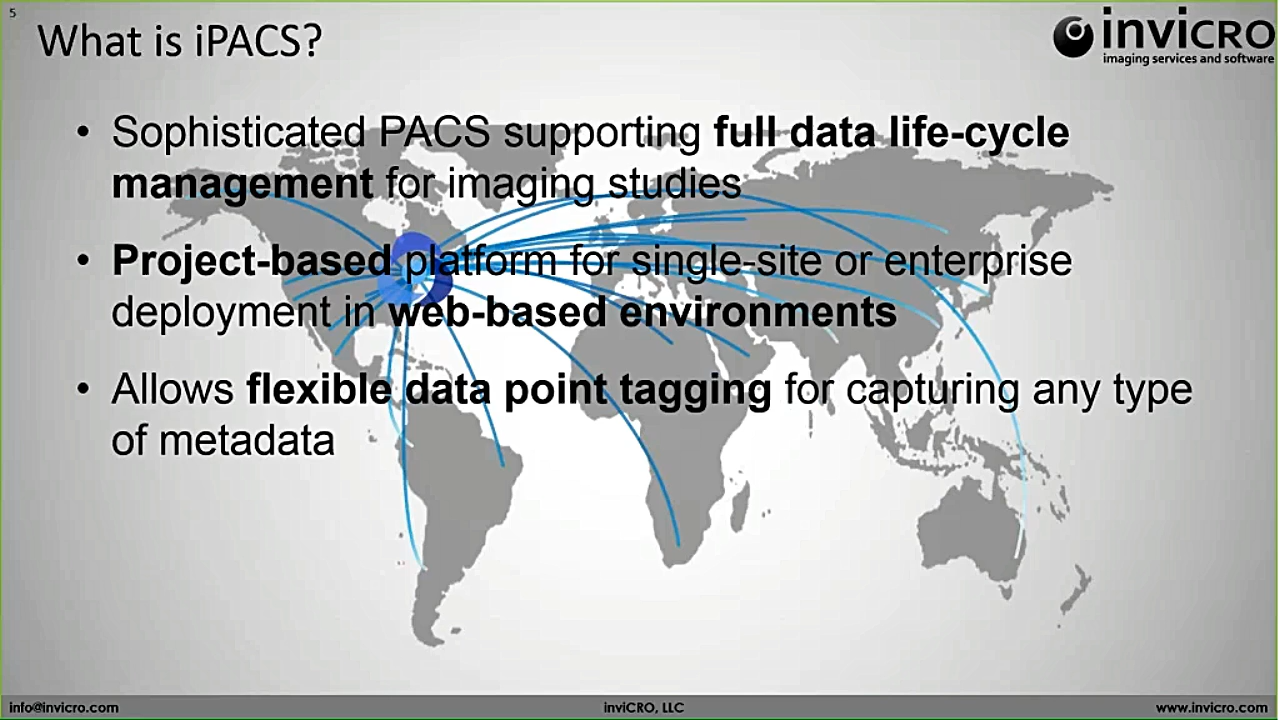 5
What is iPACS?
invicro
imaging services and software
• Sophisticated PACS supporting full data life-cycle
management for imaging studies
• Project-based platform for single-site or enterprise
deployment in web-based environments
• Allows flexible data point tagging for capturing any type
of metadata
info@invicro.com
inviCRO, LLC
www.invicro.com